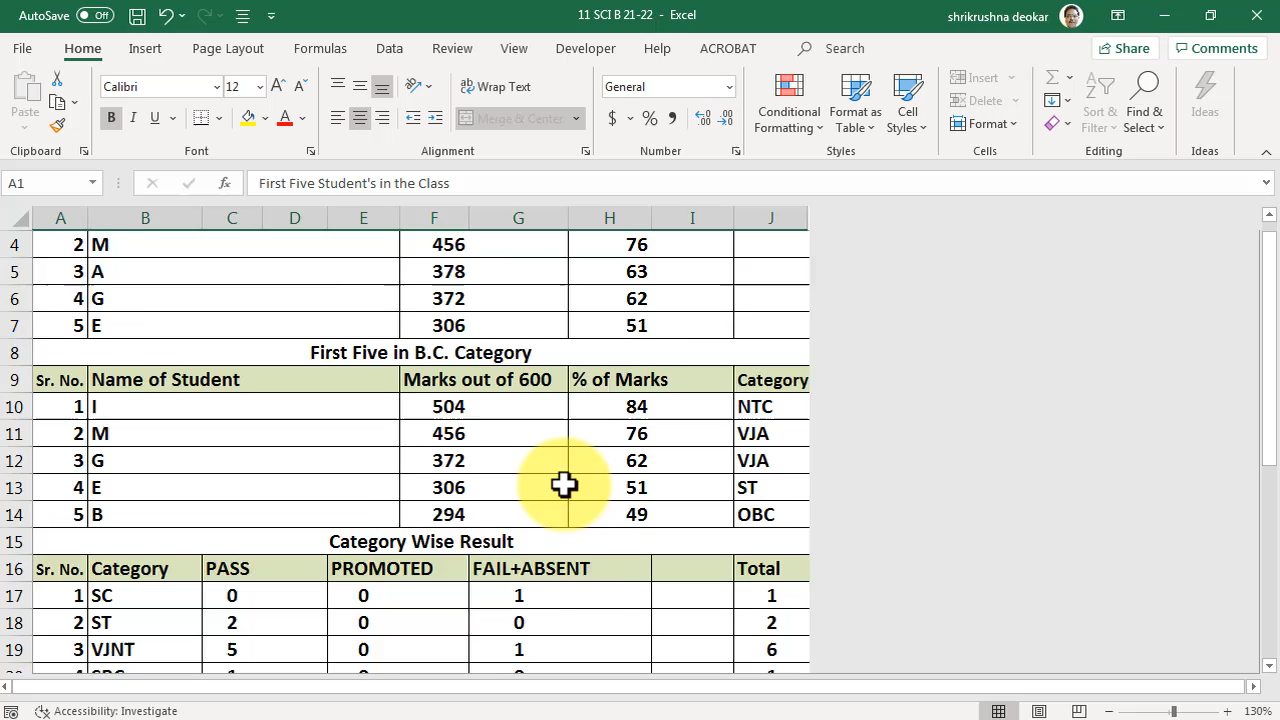 AutoSave Off 11 SCI B 21-22 - Excel shrikrushna deokar
File Home Insert Page Layout Formulas Data Review View Developer Help ACROBAT Search Share Comments
Paste Calibri 12 A A ab Wrap Text General Conditional Formatting Format as Table Cell Styles Insert Delete Format Sort & Filter Find & Select Ideas
B I U A Merge & Center $ % , .00
Clipboard Font Alignment Number Styles Cells Editing Ideas
A1 fx First Five Student's in the Class
A B C D E F G H I J
4 2 M 456 76
5 3 A 378 63
6 4 G 372 62
7 5 E 306 51
8 First Five in B.C. Category
9 Sr. No. Name of Student Marks out of 600 % of Marks Category
10 1 I 504 84 NTC
11 2 M 456 76 VJA
12 3 G 372 62 VJA
13 4 E 306 51 ST
14 5 B 294 49 OBC
15 Category Wise Result
16 Sr. No. Category PASS PROMOTED FAIL+ABSENT Total
17 1 SC 0 0 1 1
18 2 ST 2 0 0 2
19 3 VJNT 5 0 1 6
Accessibility: Investigate 130%